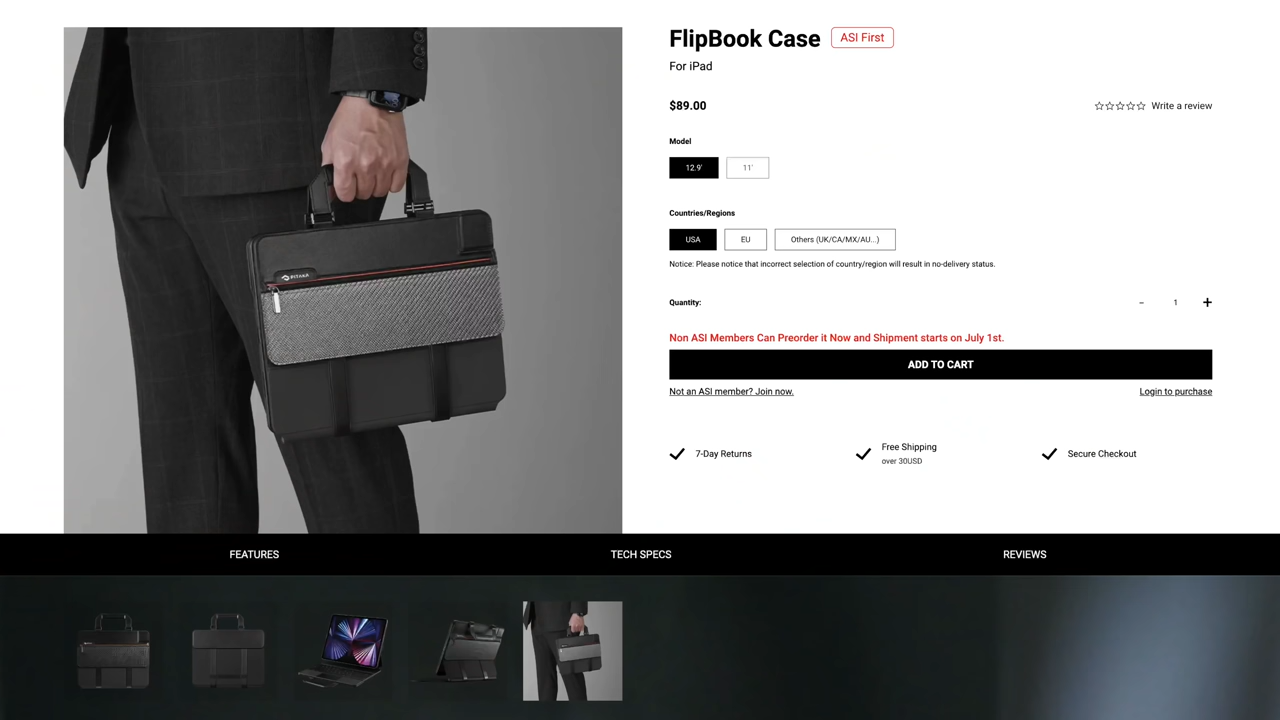 FlipBook Case
ASI First
For iPad
$89.00
Write a review
Model
12.9'
11'
Countries/Regions
USA
EU
Others (UK/CA/MX/AU...)
Notice: Please notice that incorrect selection of country/region will result in no-delivery status.
Quantity:
-
1
+
Non ASI Members Can Preorder it Now and Shipment starts on July 1st.
ADD TO CART
Not an ASI member? Join now.
Login to purchase
7-Day Returns
Free Shipping
over 30USD
Secure Checkout
PITAKA
FEATURES
TECH SPECS
REVIEWS